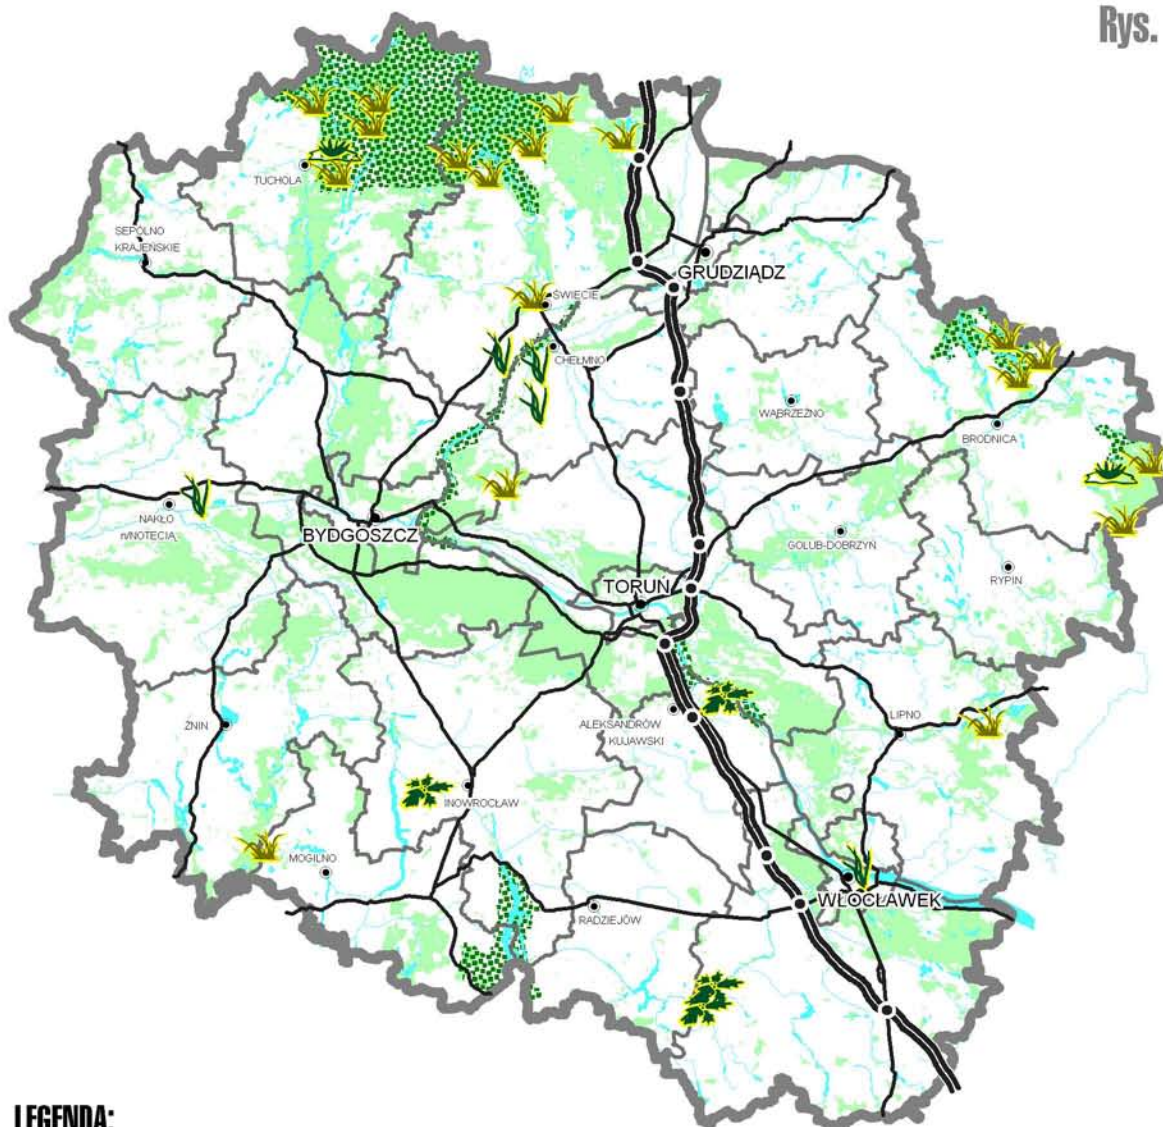 Rys.
TUCHOLA
SĘPÓLNO
KRAJEŃSKIE
GRUDZIĄDZ
ŚWIECIE
CHEŁMNO
WĄBRZEŹNO
BRODNICA
NAKŁO
n/NOTECIĄ
BYDGOSZCZ
GOLUB-DOBRZYŃ
RYPIN
TORUŃ
ŻNIN
ALEKSANDRÓW
KUJAWSKI
LIPNO
INOWROCŁAW
MOGILNO
WŁOCŁAWEK
RADZIEJÓW
LEGENDA: